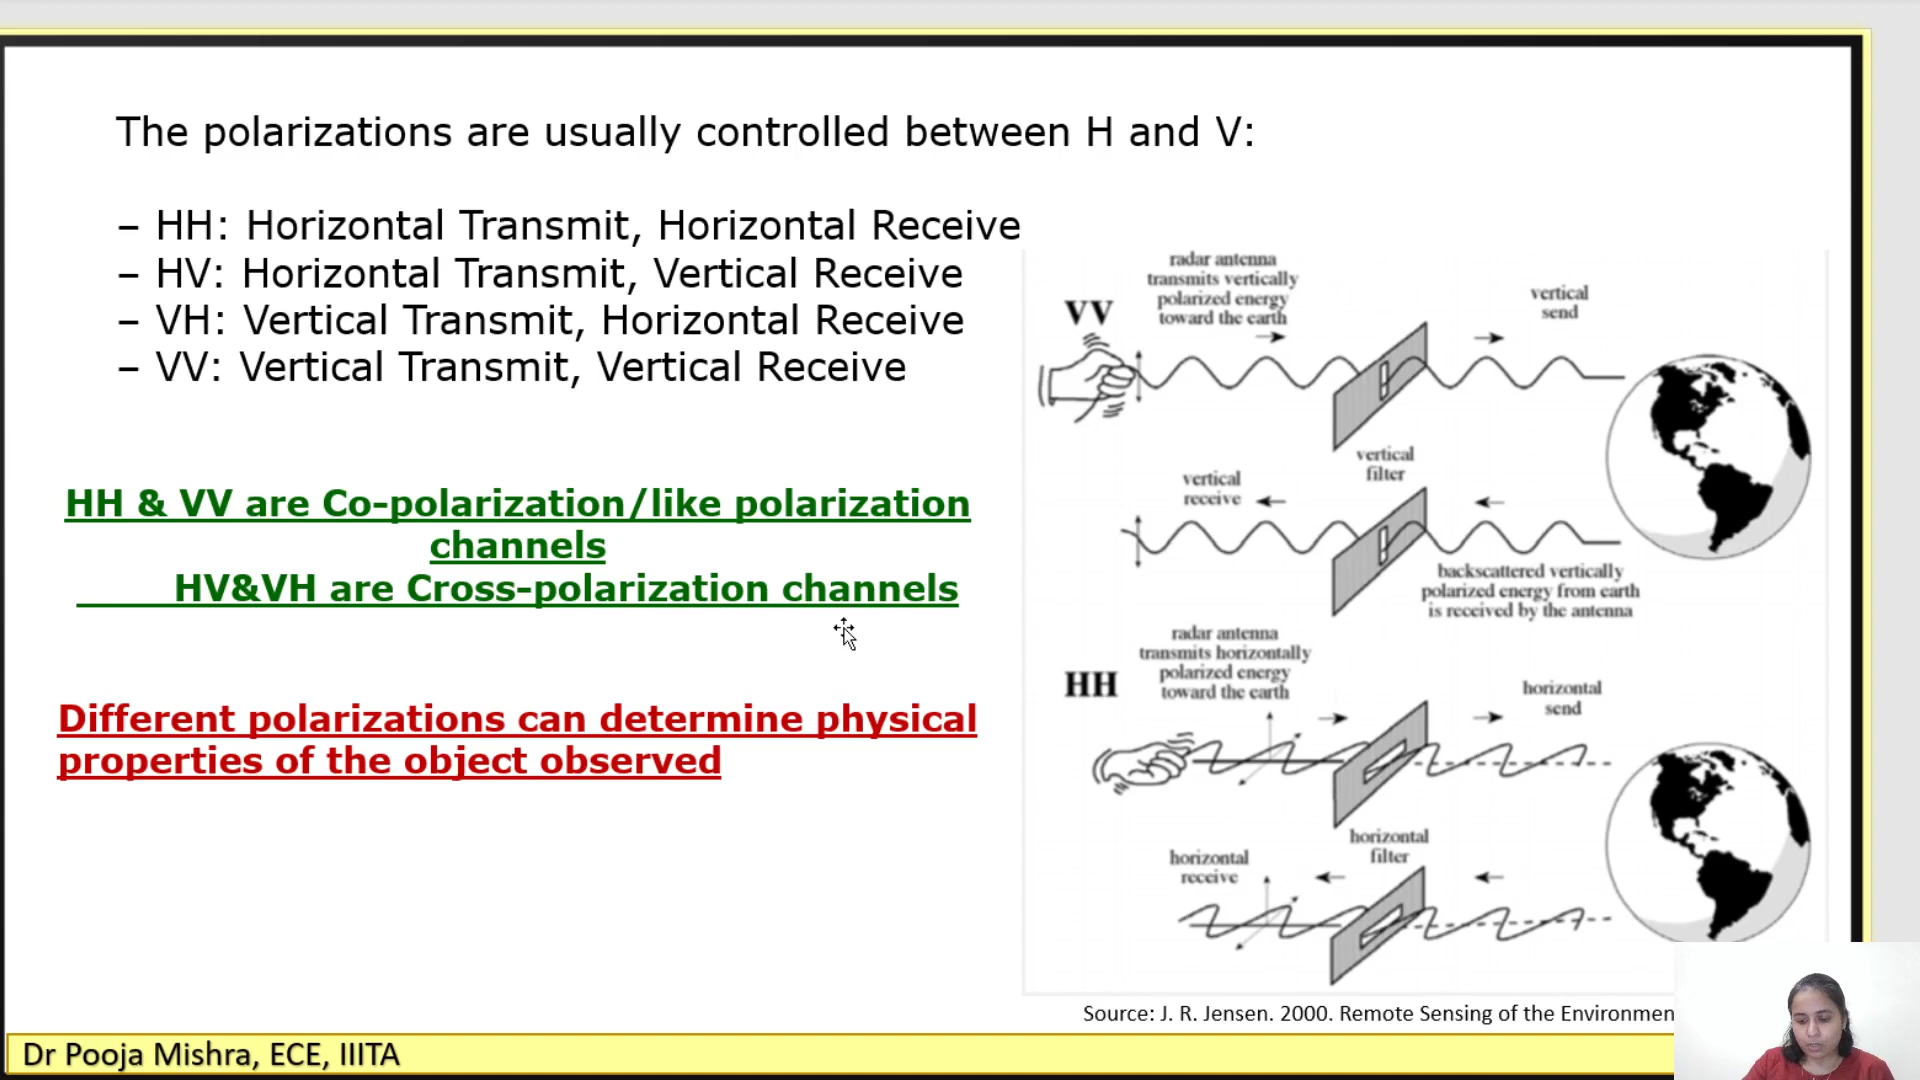 The polarizations are usually controlled between H and V:
– HH: Horizontal Transmit, Horizontal Receive
– HV: Horizontal Transmit, Vertical Receive
– VH: Vertical Transmit, Horizontal Receive
– VV: Vertical Transmit, Vertical Receive
HH & VV are Co-polarization/like polarization
channels
HV&VH are Cross-polarization channels
Different polarizations can determine physical
properties of the object observed
VV
radar antenna
transmits vertically
polarized energy
toward the earth
vertical
send
vertical
filter
vertical
receive
backscattered vertically
polarized energy from earth
is received by the antenna
HH
radar antenna
transmits horizontally
polarized energy
toward the earth
horizontal
send
horizontal
filter
horizontal
receive
Source: J. R. Jensen. 2000. Remote Sensing of the Environmen
Dr Pooja Mishra, ECE, IIITA